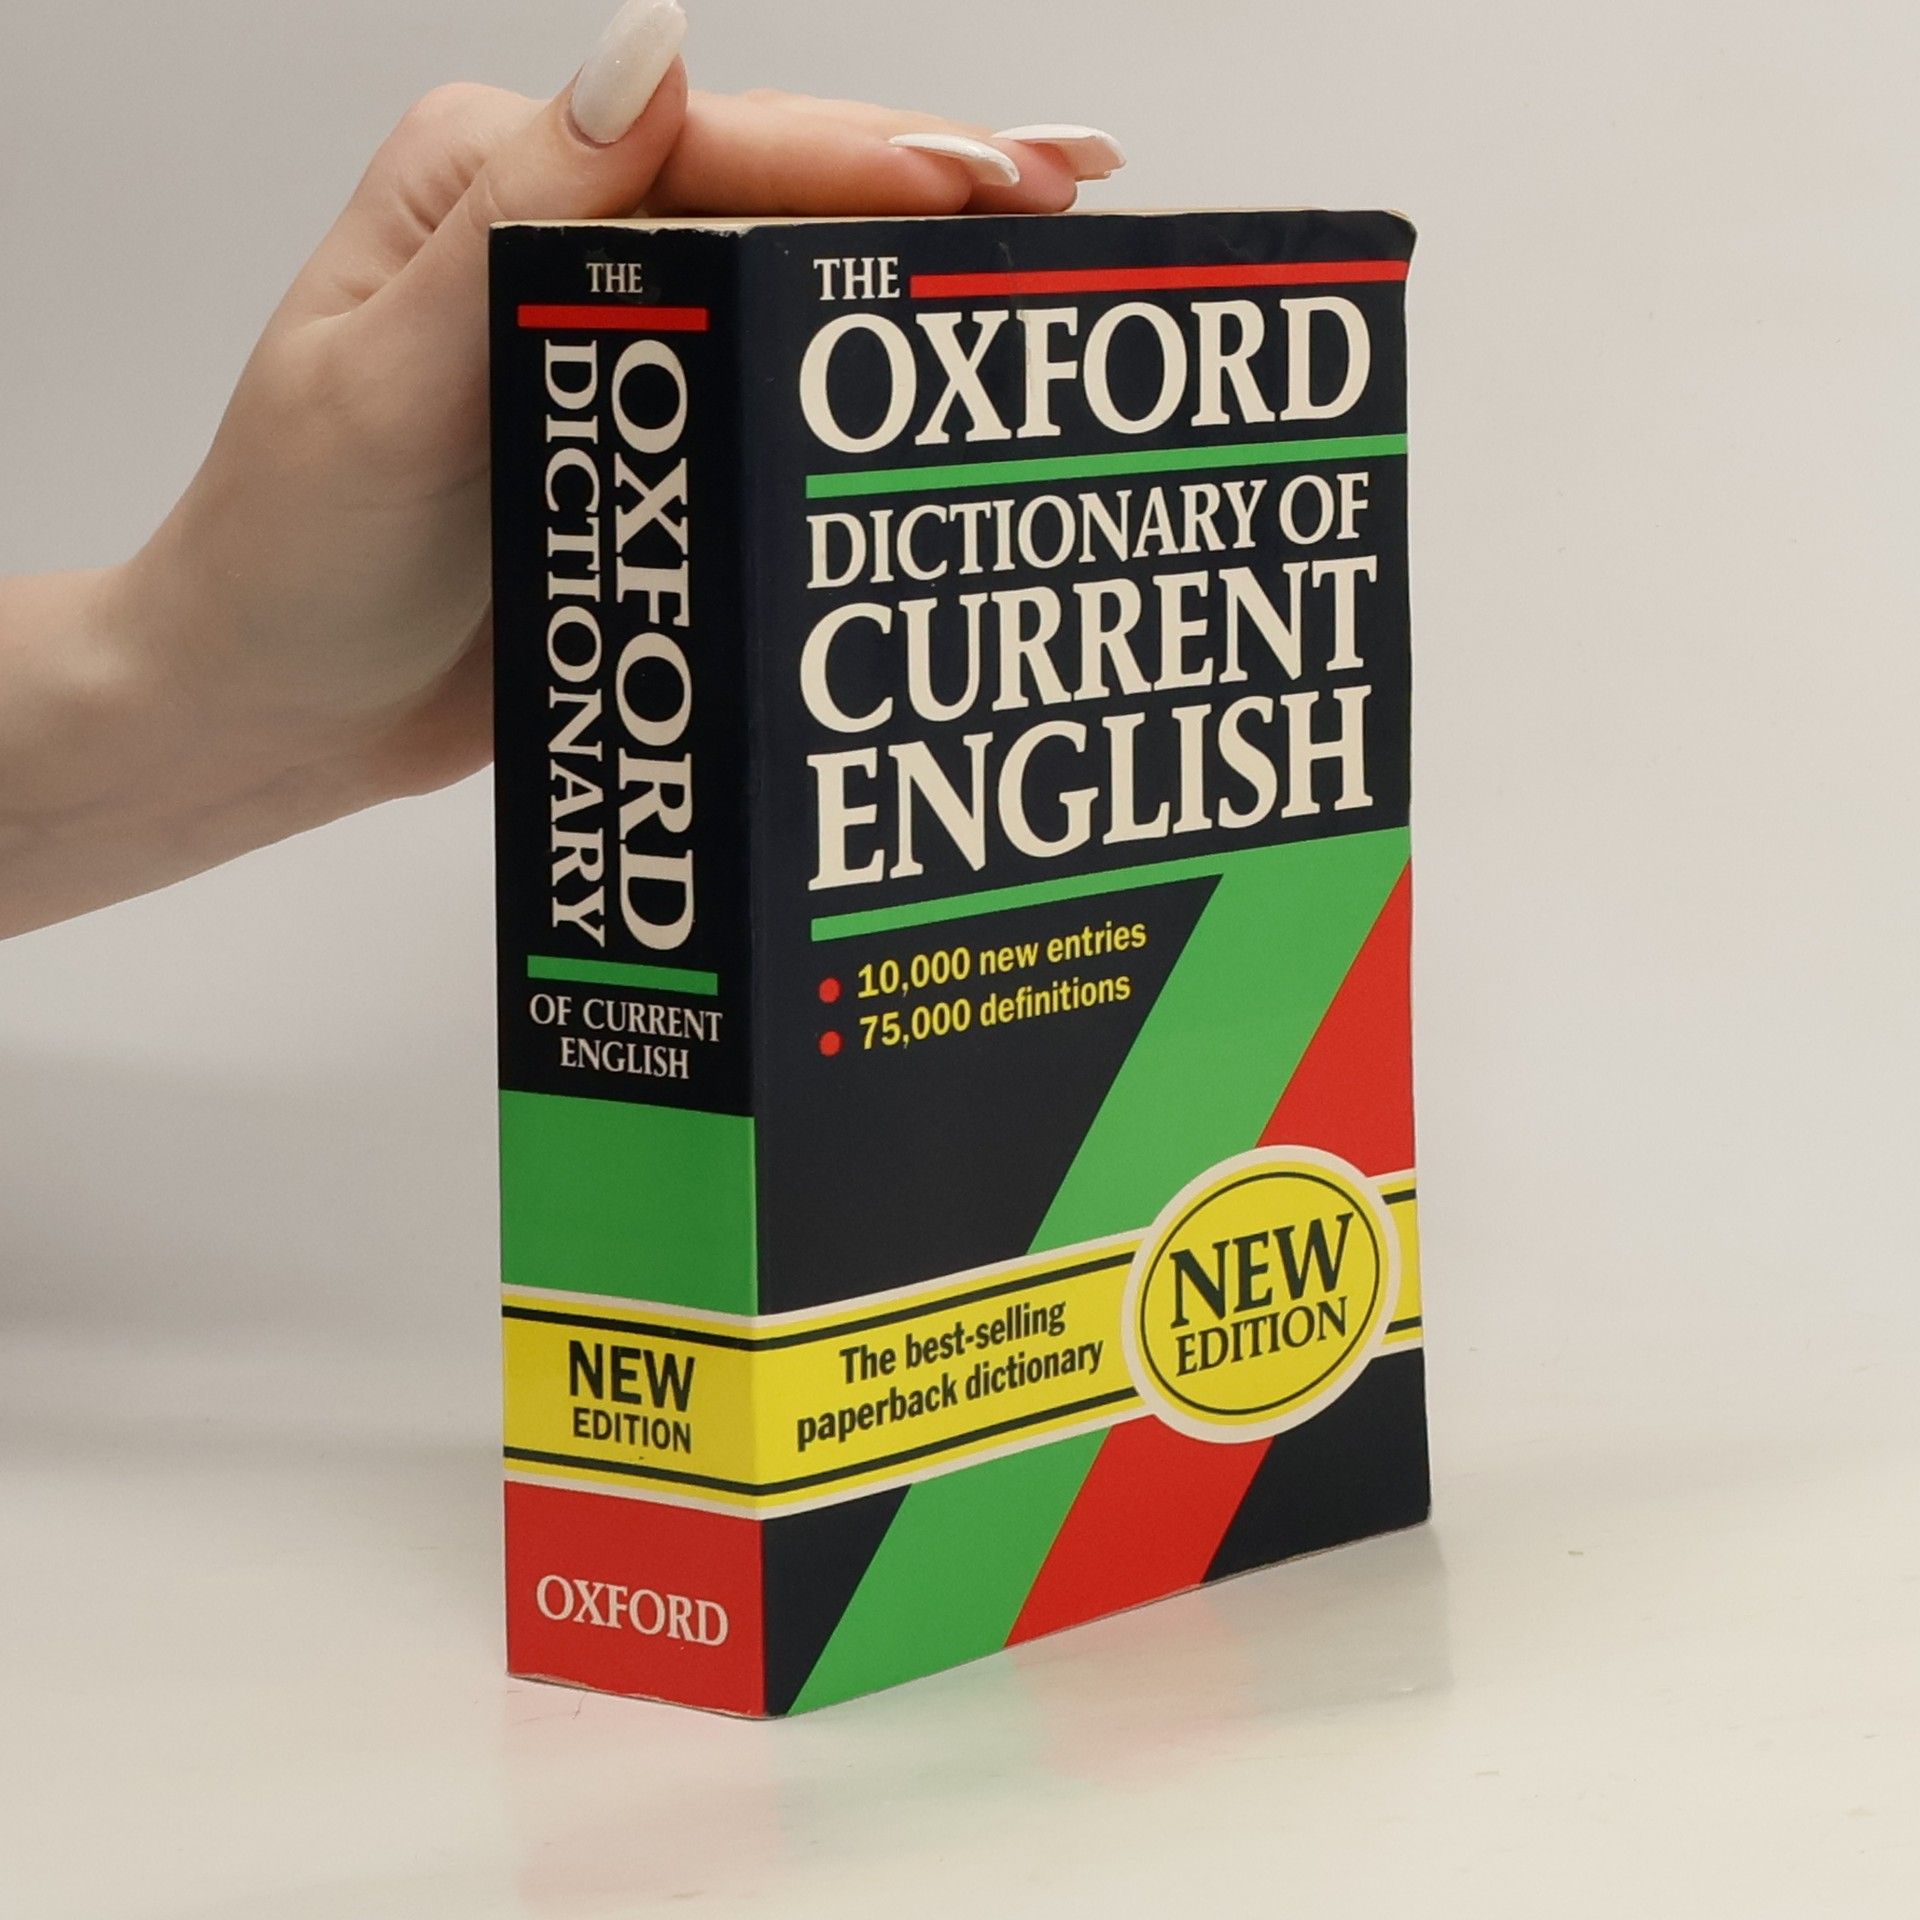 THE
OXFORD
DICTIONARY
OF CURRENT
ENGLISH
NEW
EDITION
OXFORD
THE
OXFORD
DICTIONARY OF
CURRENT
ENGLISH
10,000 new entries
75,000 definitions
The best-selling
paperback dictionary
NEW
EDITION